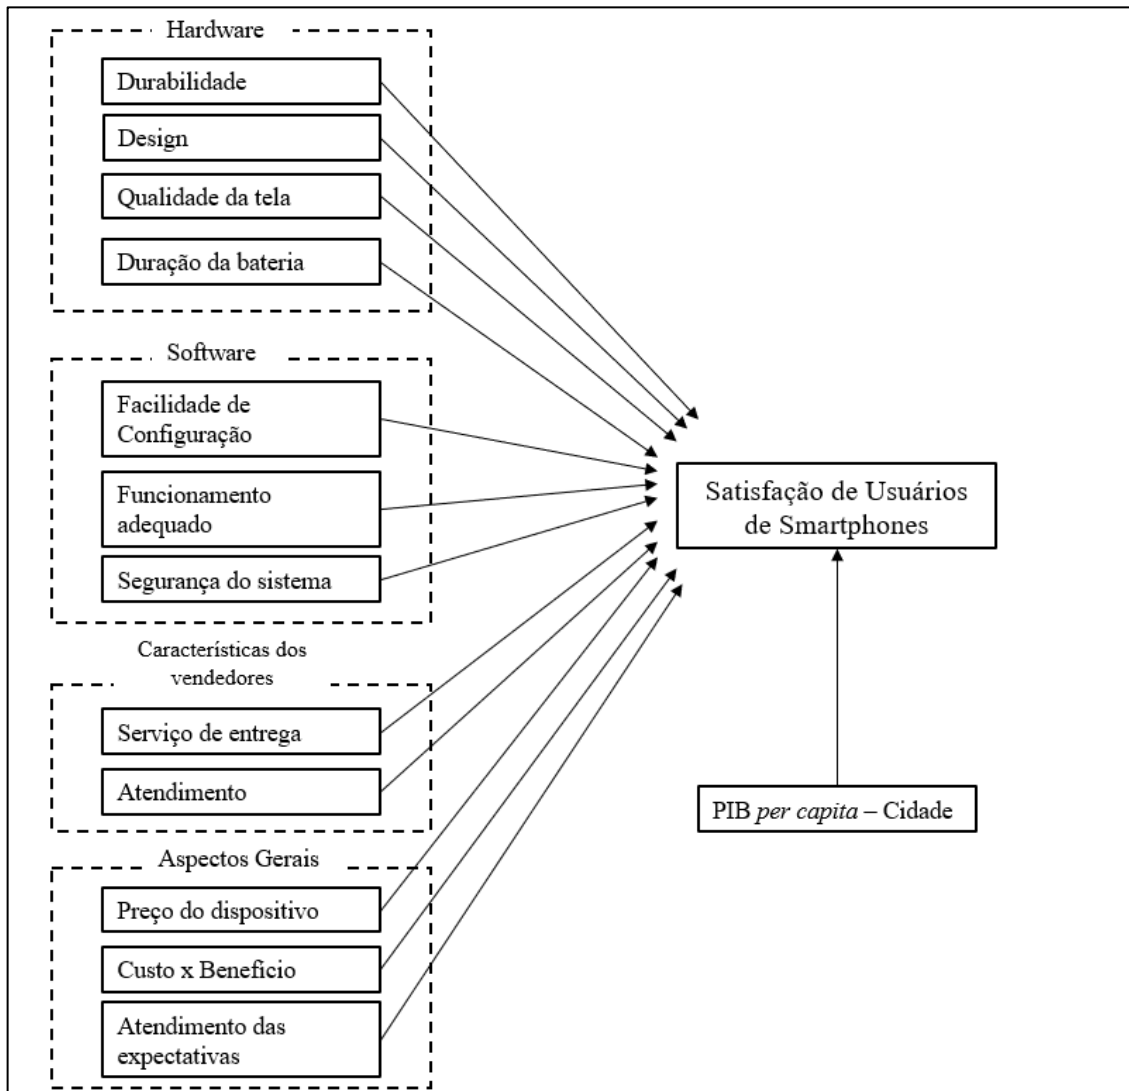 Hardware
Durabilidade
Design
Qualidade da tela
Duração da bateria
Software
Facilidade de
Configuração
Funcionamento
adequado
Segurança do sistema
Características dos
vendedores
Serviço de entrega
Atendimento
Aspectos Gerais
Preço do dispositivo
Custo x Benefício
Atendimento das
expectativas
Satisfação de Usuários
de Smartphones
PIB per capita – Cidade